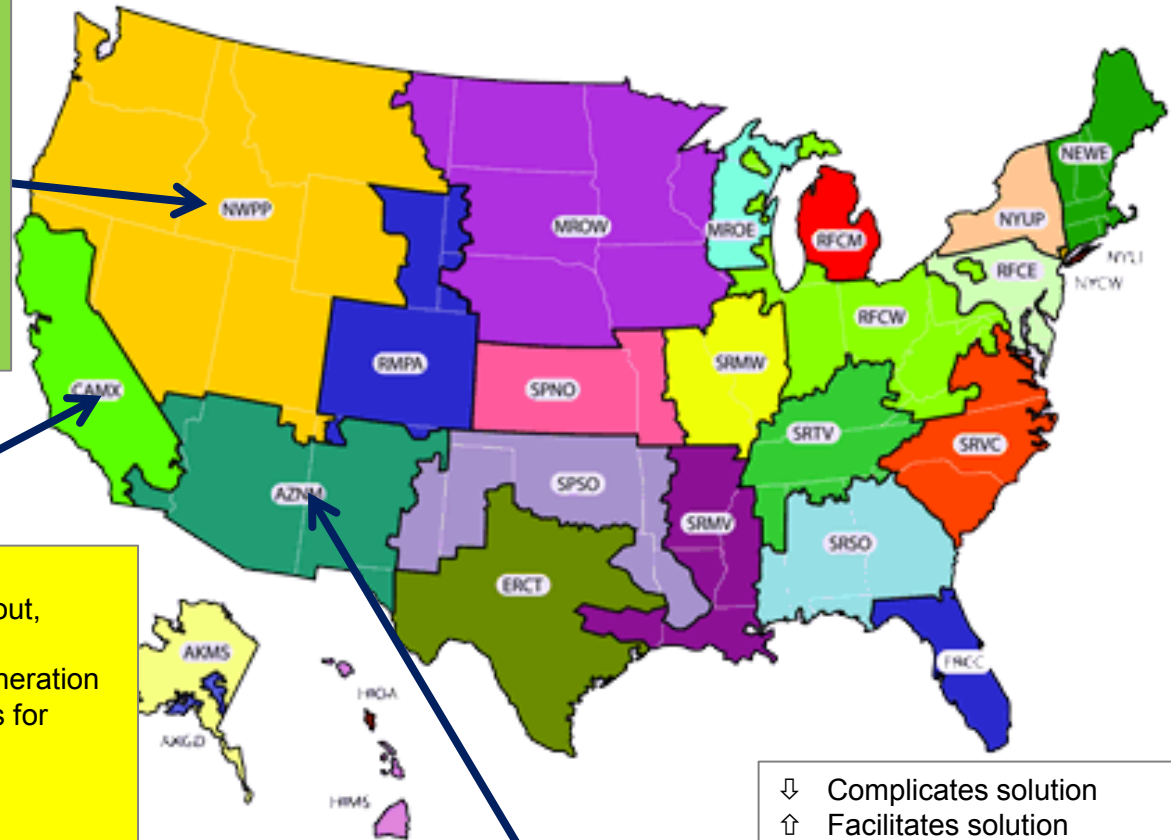 NWPP
MROW
MROE
RFCM
NEWE
NYUP
NYLI
NYCW
RFCE
RFCW
CAMX
RMPA
SPNO
SRMW
SRTV
SRVC
AZNM
SPSO
SRMV
SRSO
ERCT
FRCC
out,
neration
s for
AKMS
AKGD
HIOA
HIMS
⇩ Complicates solution
⇧ Facilitates solution